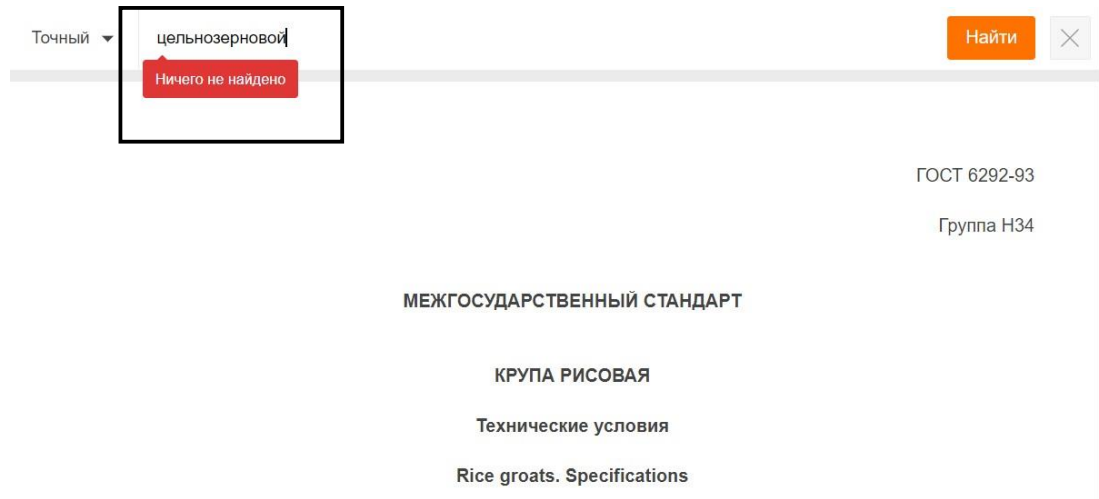 Точный
цельнозерновой
Найти
Ничего не найдено
ГОСТ 6292-93
Группа Н34
МЕЖГОСУДАРСТВЕННЫЙ СТАНДАРТ
КРУПА РИСОВАЯ
Технические условия
Rice groats. Specifications